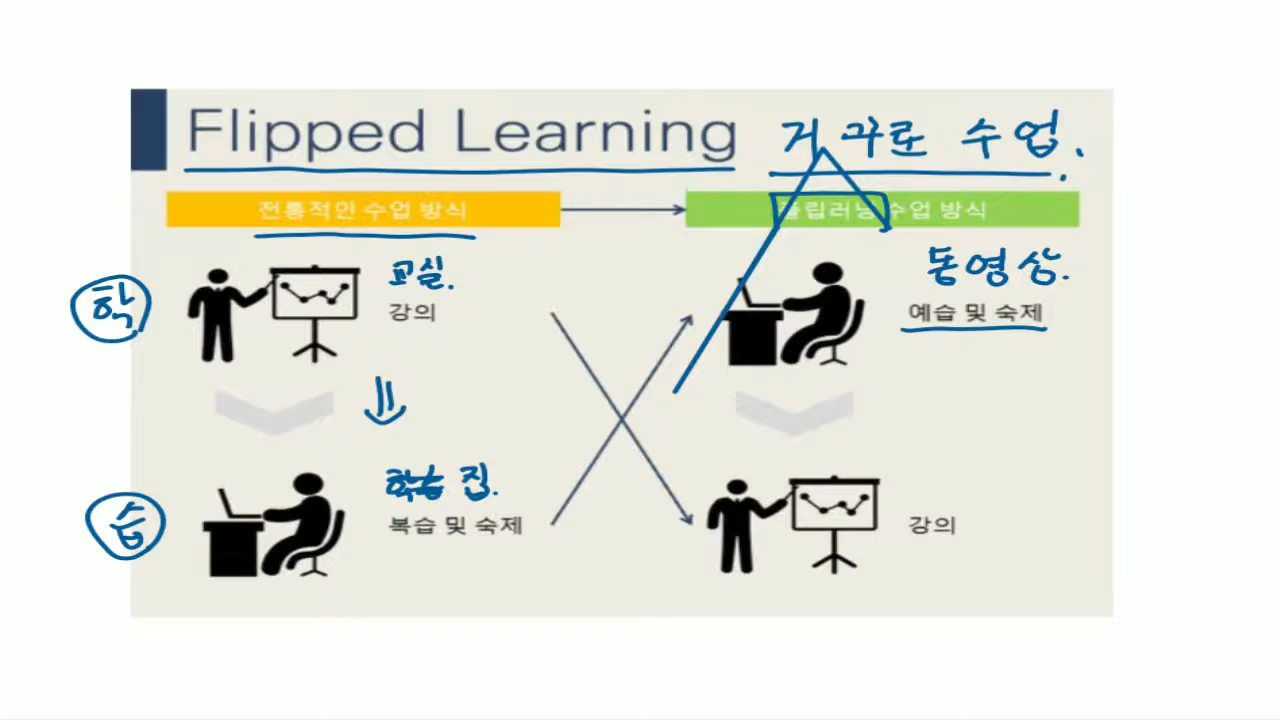 Flipped Learning 거꾸로 수업.
전통적인 수업 방식
플립러닝 수업 방식
학
교실.
강의
동영상.
예습 및 숙제
습
집.
복습 및 숙제
강의